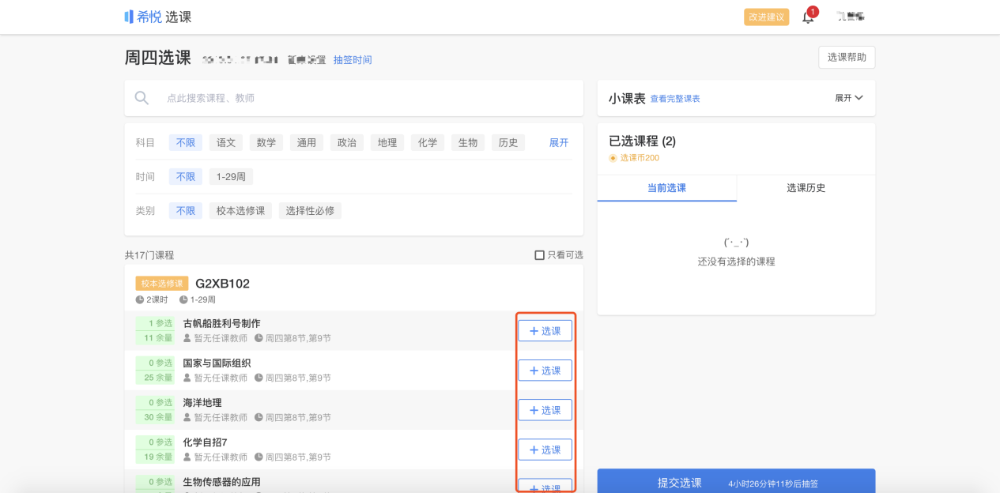 希悦 选课
改进建议
1
周四选课
抽签时间
选课帮助
点此搜索课程、教师
科目 不限 语文 数学 通用 政治 地理 化学 生物 历史 展开
时间 不限 1-29周
类别 不限 校本选修课 选择性必修
共17门课程
只看可选
校本选修课 G2XB102
2课时 1-29周
1 参选
11 余量
古帆船胜利号制作
暂无任课教师 周四第8节,第9节
+ 选课
0 参选
25 余量
国家与国际组织
暂无任课教师 周四第8节,第9节
+ 选课
0 参选
30 余量
海洋地理
暂无任课教师 周四第8节,第9节
+ 选课
0 参选
19 余量
化学自招7
暂无任课教师 周四第8节,第9节
+ 选课
0 参选
生物传感器的应用
+ 选课
小课表 查看完整课表
展开
已选课程 (2)
选课币200
当前选课
选课历史
(˙-˙)
还没有选择的课程
提交选课 4小时26分钟11秒后抽签